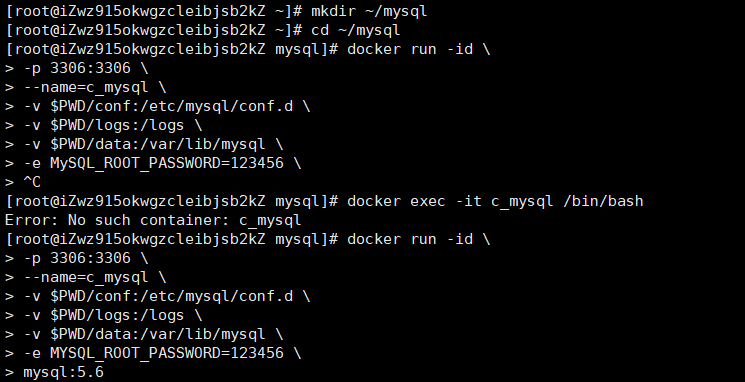 [root@iZwz915okwgzcleibjsb2kZ ~]# mkdir ~/mysql
[root@iZwz915okwgzcleibjsb2kZ ~]# cd ~/mysql
[root@iZwz915okwgzcleibjsb2kZ mysql]# docker run -id \
> -p 3306:3306 \
> --name=c_mysql \
> -v $PWD/conf:/etc/mysql/conf.d \
> -v $PWD/logs:/logs \
> -v $PWD/data:/var/lib/mysql \
> -e MySQL_ROOT_PASSWORD=123456 \
> ^C
[root@iZwz915okwgzcleibjsb2kZ mysql]# docker exec -it c_mysql /bin/bash
Error: No such container: c_mysql
[root@iZwz915okwgzcleibjsb2kZ mysql]# docker run -id \
> -p 3306:3306 \
> --name=c_mysql \
> -v $PWD/conf:/etc/mysql/conf.d \
> -v $PWD/logs:/logs \
> -v $PWD/data:/var/lib/mysql \
> -e MYSQL_ROOT_PASSWORD=123456 \
> mysql:5.6